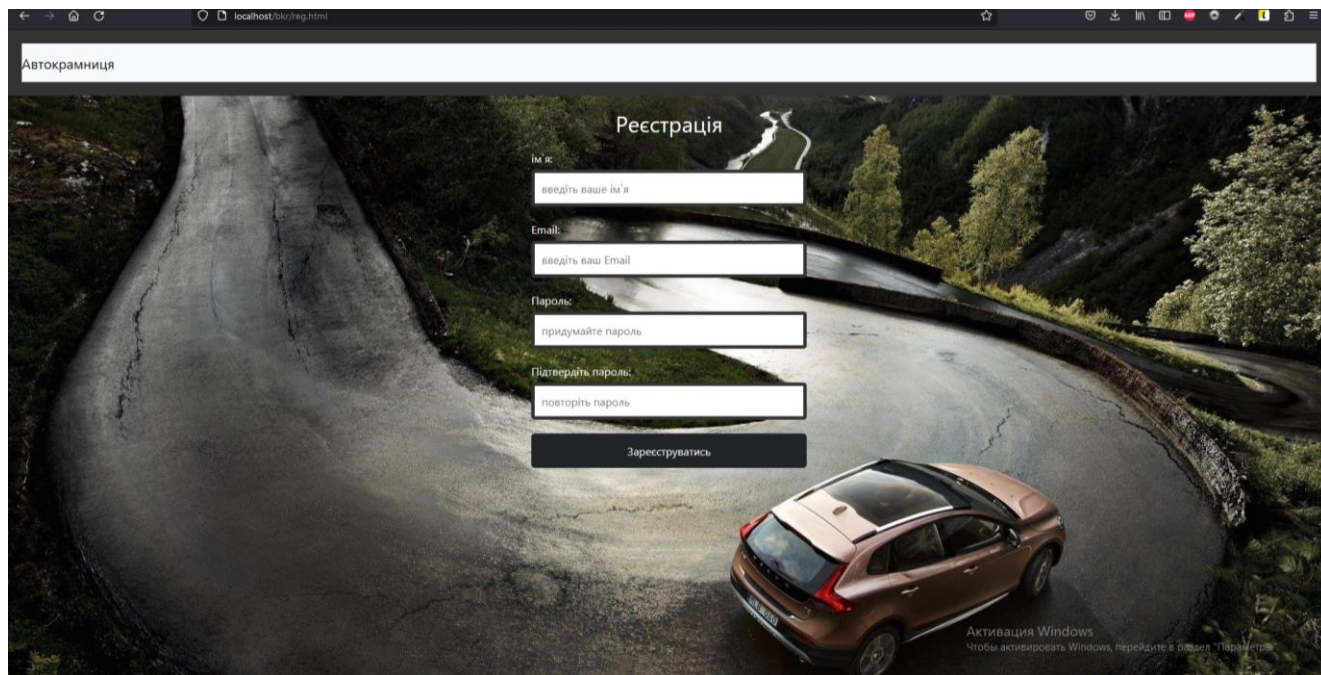 localhost/bkr/reg.html
Автокрамниця
Реєстрація
ім`я:
введіть ваше ім`я
Email:
введіть ваш Email
Пароль:
придумайте пароль
Підтвердіть пароль:
повторіть пароль
Зареєструватись
Активация Windows
Чтобы активировать Windows, перейдите в раздел "Параметры